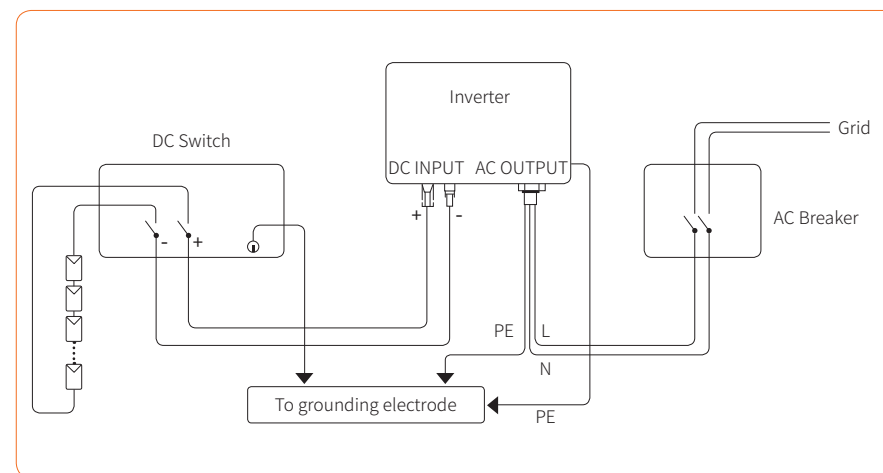 Inverter
Grid
DC Switch
DC INPUT AC OUTPUT
+ -
- +
AC Breaker
PE L
N
To grounding electrode
PE